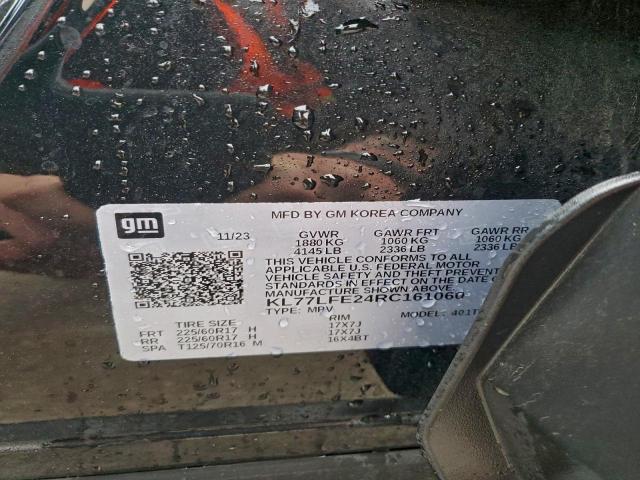 gm
MFD BY GM KOREA COMPANY
11/23 GVWR GAWR FRT GAWR RR
1880 KG 1060 KG 1060 KG
4145 LB 2336 LB 2336 LB
THIS VEHICLE CONFORMS TO ALL
APPLICABLE U.S. FEDERAL MOTOR
VEHICLE SAFETY AND THEFT PREVENT
STANDARDS IN EFFECT ON THE DATE O
MANUFACTURE SHOWN ABOVE.
KL77LFE24RC161060
TYPE: MPV MODEL: 401T
TIRE SIZE RIM
FRT 225/60R17 H 17X7J
RR 225/60R17 H 17X7J
SPA T125/70R16 M 16X4BT